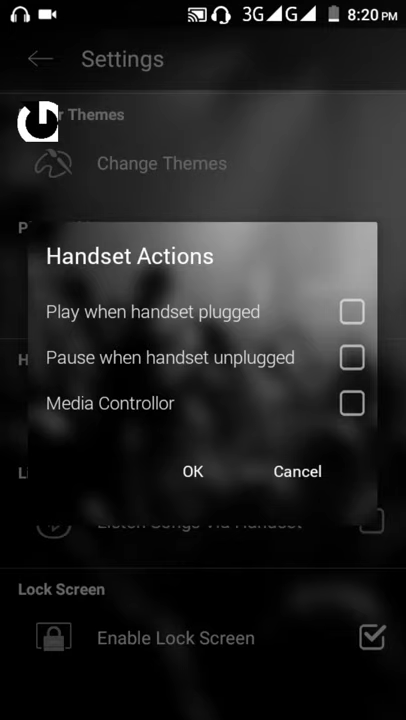 3G G 8:20 PM
Settings
Themes
Change Themes
Handset Actions
Play when handset plugged
Pause when handset unplugged
Media Controllor
OK Cancel
Listen Songs Via Handset
Lock Screen
Enable Lock Screen